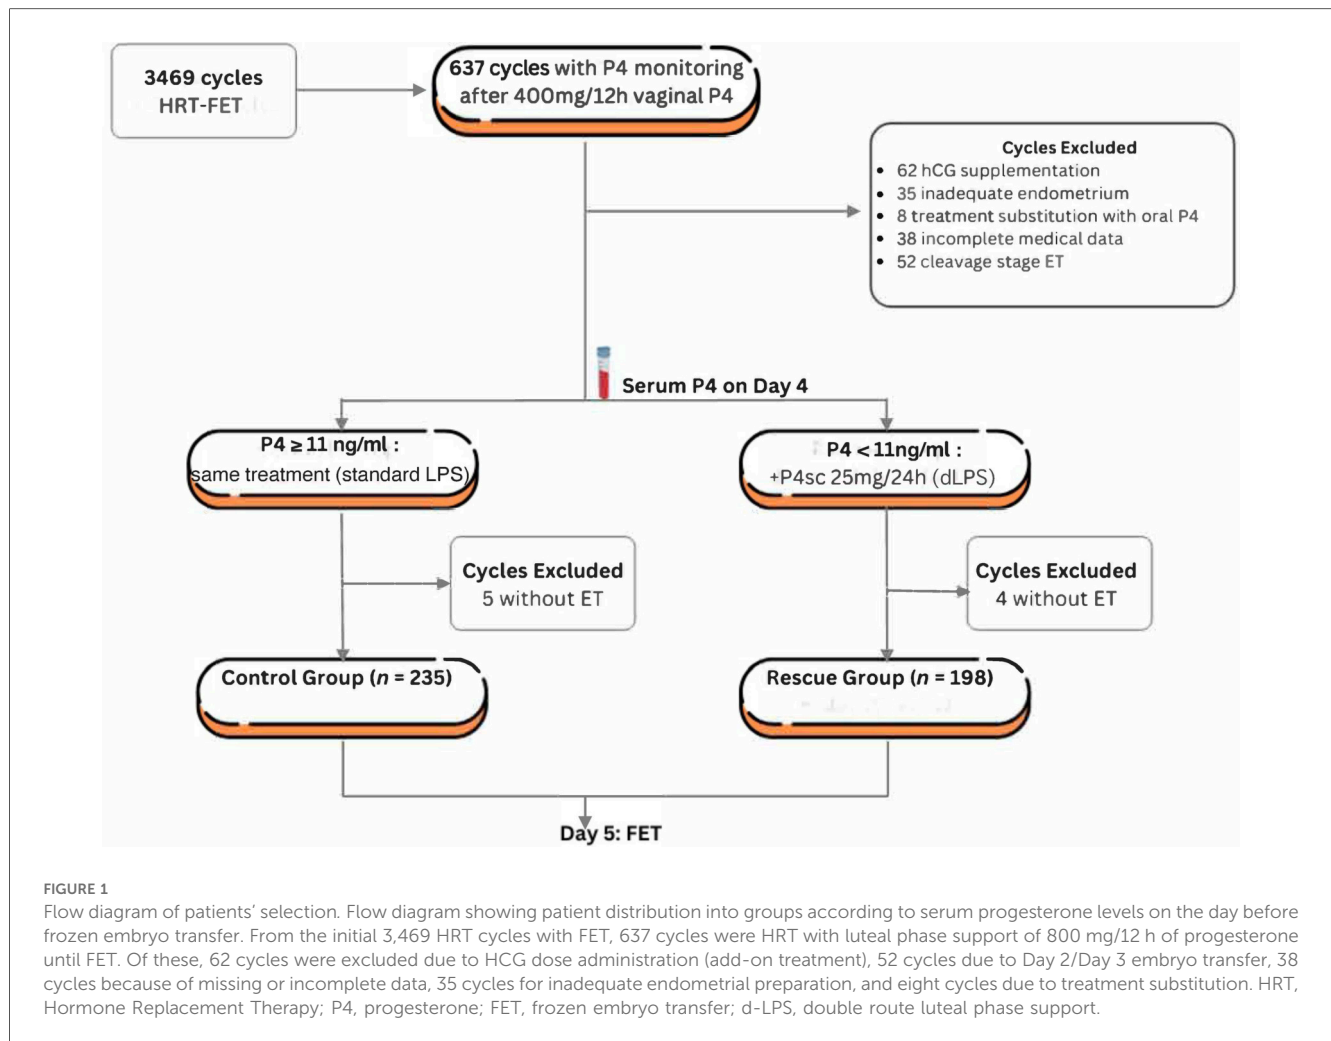 3469 cycles
HRT-FET
637 cycles with P4 monitoring
after 400mg/12h vaginal P4
Cycles Excluded
• 62 hCG supplementation
• 35 inadequate endometrium
• 8 treatment substitution with oral P4
• 38 incomplete medical data
• 52 cleavage stage ET
Serum P4 on Day 4
P4 ≥ 11 ng/ml :
same treatment (standard LPS)
P4 < 11ng/ml :
+P4sc 25mg/24h (dLPS)
Cycles Excluded
5 without ET
Cycles Excluded
4 without ET
Control Group (n = 235)
Rescue Group (n = 198)
Day 5: FET
FIGURE 1
Flow diagram of patients’ selection. Flow diagram showing patient distribution into groups according to serum progesterone levels on the day before
frozen embryo transfer. From the initial 3,469 HRT cycles with FET, 637 cycles were HRT with luteal phase support of 800 mg/12 h of progesterone
until FET. Of these, 62 cycles were excluded due to HCG dose administration (add-on treatment), 52 cycles due to Day 2/Day 3 embryo transfer, 38
cycles because of missing or incomplete data, 35 cycles for inadequate endometrial preparation, and eight cycles due to treatment substitution. HRT,
Hormone Replacement Therapy; P4, progesterone; FET, frozen embryo transfer; d-LPS, double route luteal phase support.